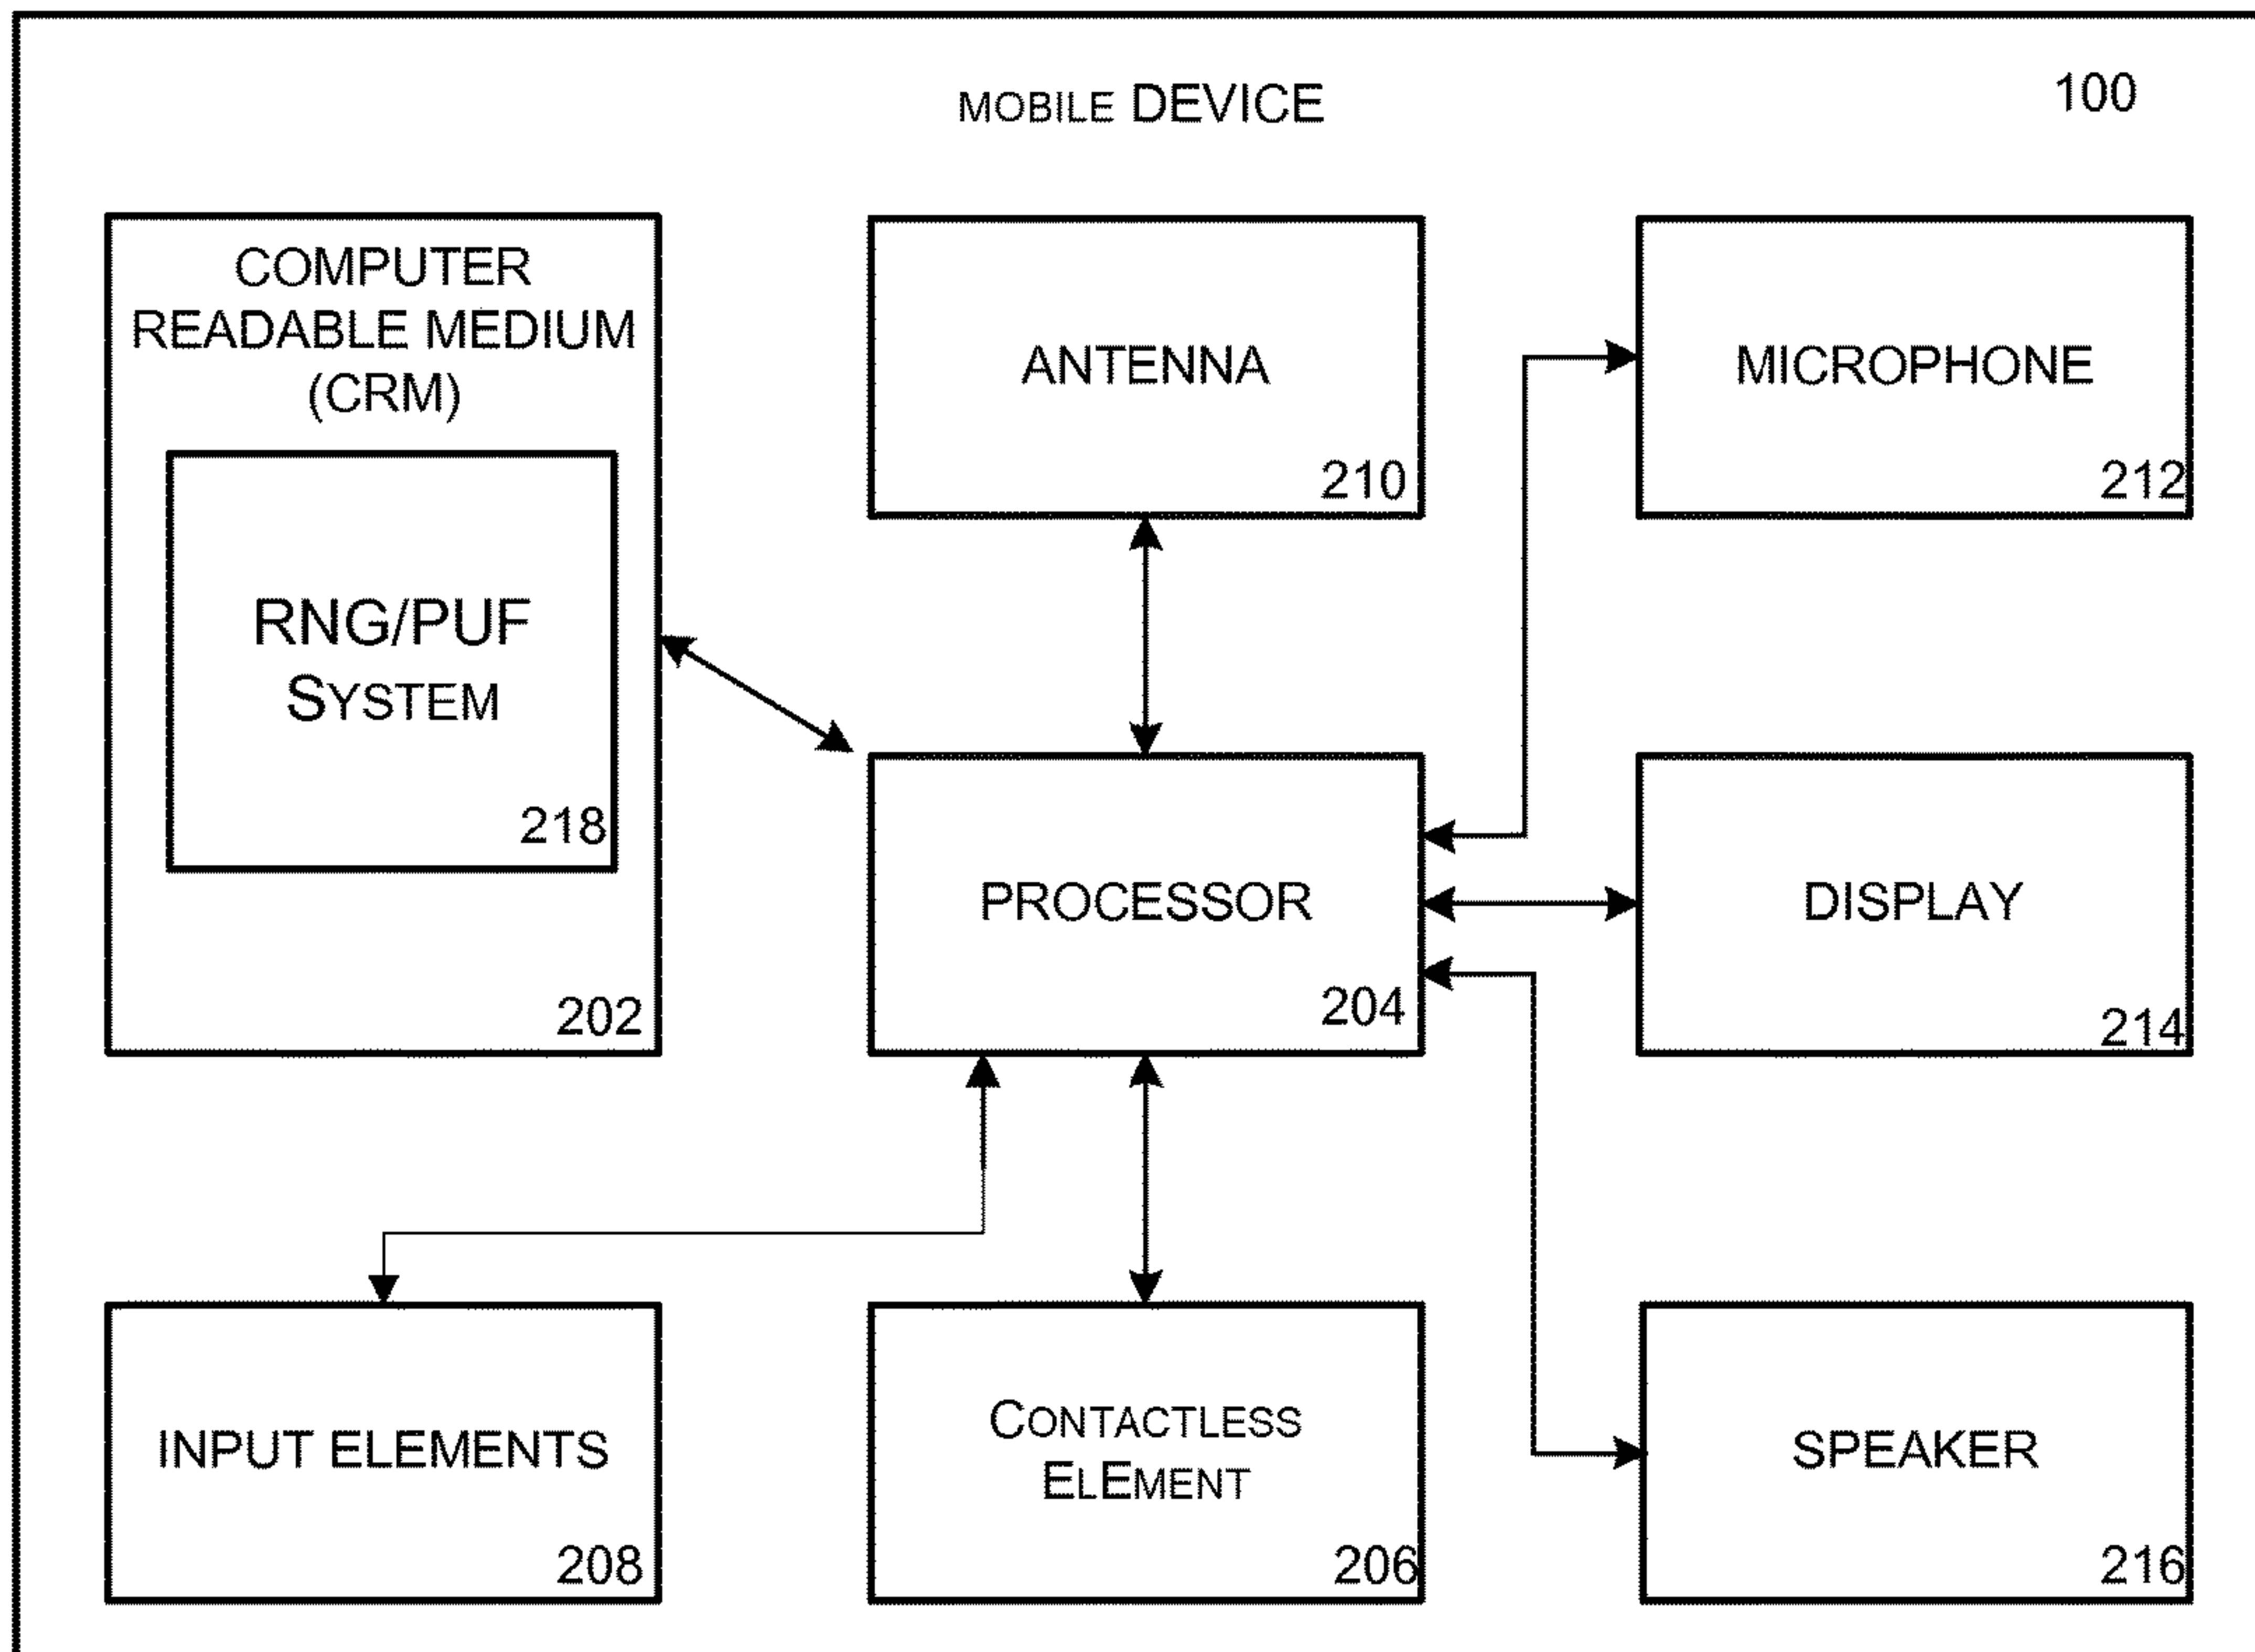 MOBILE DEVICE
100
COMPUTER
READABLE MEDIUM
(CRM)
RNG/PUF
SYSTEM
218
202
ANTENNA
210
MICROPHONE
212
PROCESSOR
204
DISPLAY
214
INPUT ELEMENTS
208
CONTACTLESS
ELEMENT
206
SPEAKER
216